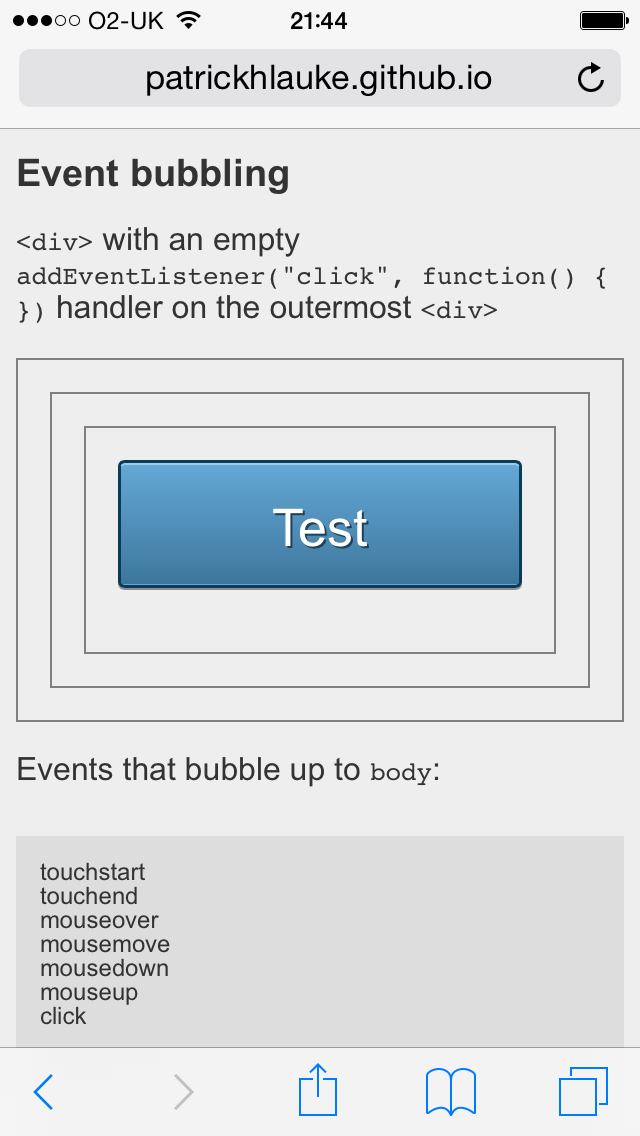 O2-UK 21:44
patrickhlauke.github.io
Event bubbling
<div> with an empty
addEventListener("click", function() {
}) handler on the outermost <div>
Test
Events that bubble up to body:
touchstart
touchend
mouseover
mousemove
mousedown
mouseup
click